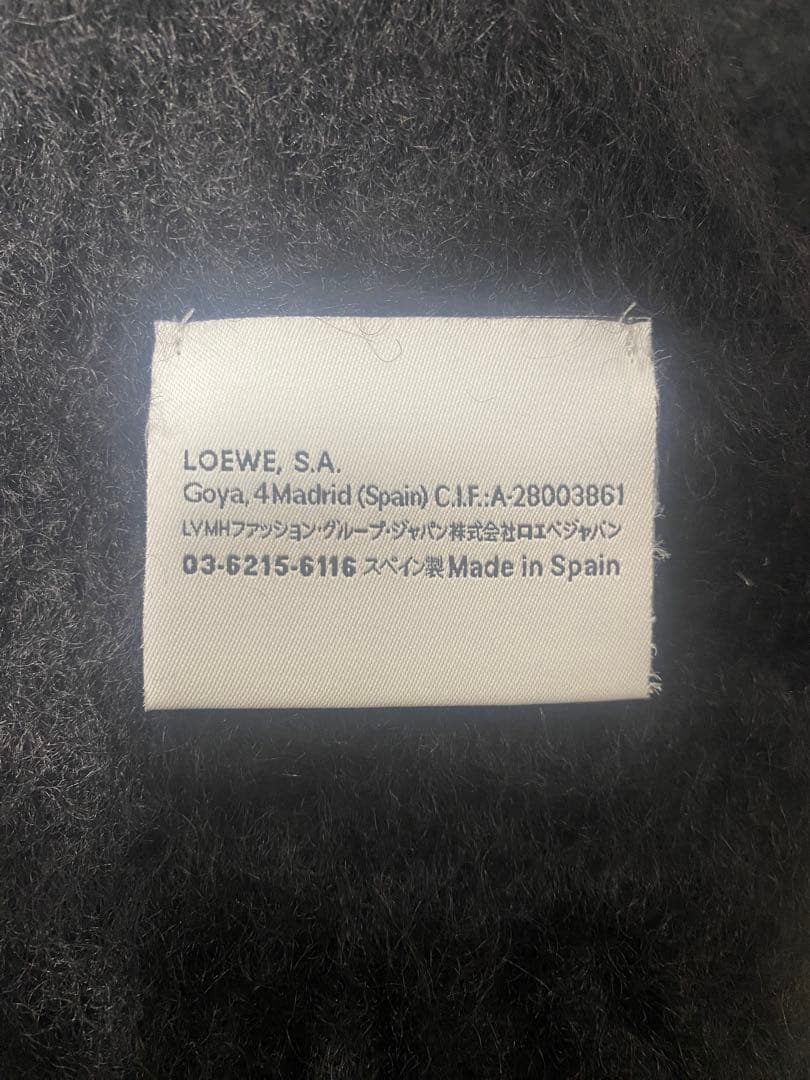 LOEWE, S.A.
Goya, 4 Madrid (Spain) C.I.F.:A-28003861
LVMHファッション・グループ・ジャパン株式会社ロエベジャパン
03-6215-6116 スペイン製 Made in Spain